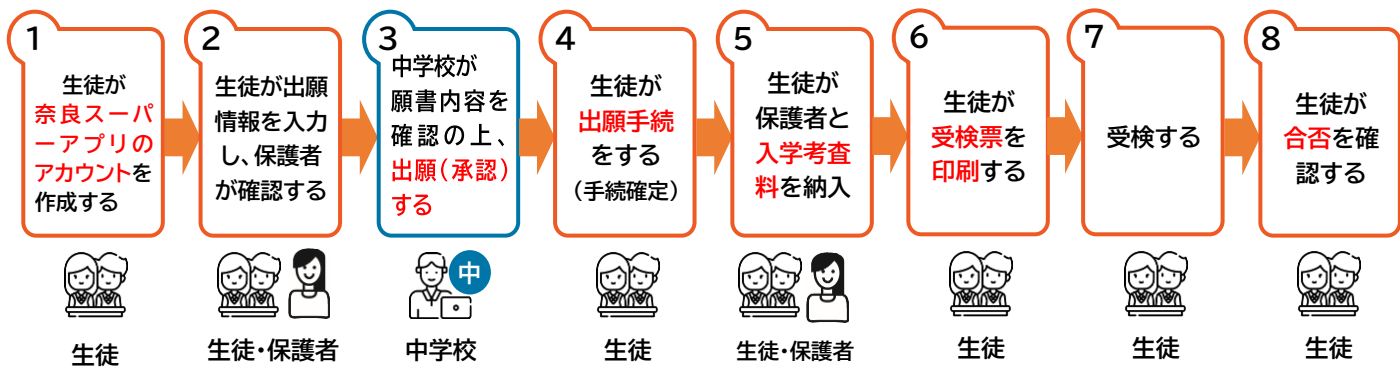 1
生徒が
奈良スーパ
ーアプリの
アカウントを
作成する
2
生徒が出願
情報を入力
し、保護者
が確認する
3
中学校が
願書内容を
確認の上、
出願(承認)
する
4
生徒が
出願手続
をする
(手続確定)
5
生徒が
保護者と
入学考査
料を納入
6
生徒が
受検票を
印刷する
7
受検する
8
生徒が
合否を確
認する
中
生徒
生徒・保護者
中学校
生徒
生徒・保護者
生徒
生徒
生徒